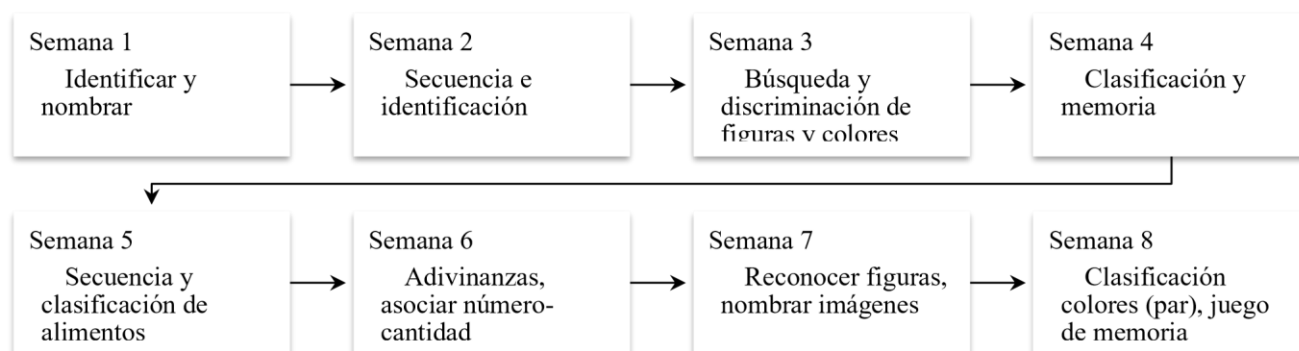 Semana 1
Identificar y
nombrar
Semana 2
Secuencia e
identificación
Semana 3
Búsqueda y
discriminación de
figuras y colores
Semana 4
Clasificación y
memoria
Semana 5
Secuencia y
clasificación de
alimentos
Semana 6
Adivinanzas,
asociar número-
cantidad
Semana 7
Reconocer figuras,
nombrar imágenes
Semana 8
Clasificación
colores (par), juego
de memoria